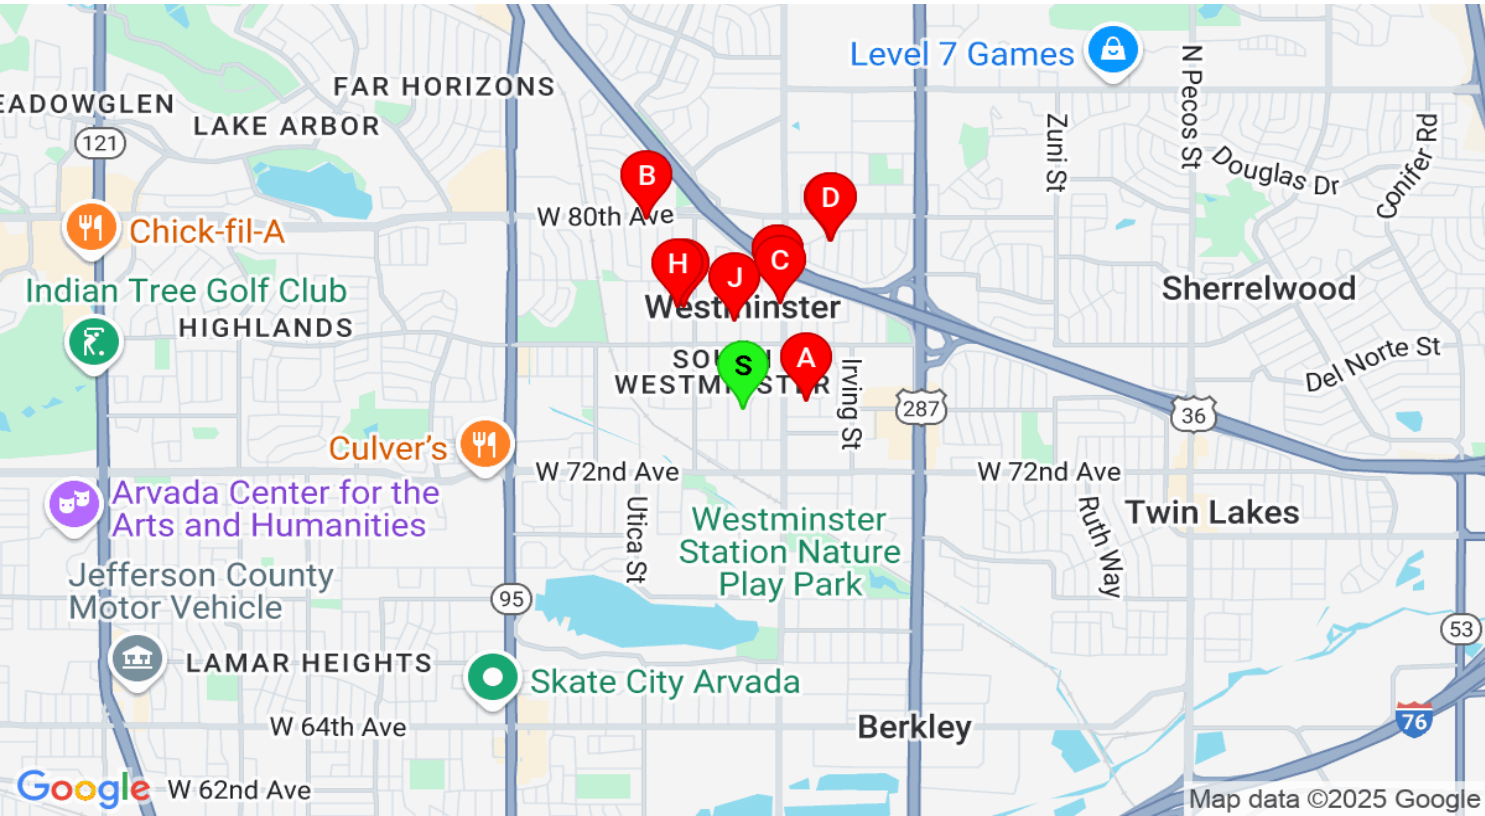 Level 7 Games
FAR HORIZONS
EADOWGLEN
LAKE ARBOR
121
N Pecos St
Zuni St
Conifer Rd
Douglas Dr
B
D
W 80th Ave
Chick-fil-A
H
C
J
Indian Tree Golf Club
HIGHLANDS
Westminster
Sherrelwood
SOUTH
WESTMINSTER
S
A
Irving St
Del Norte St
287
36
Culver's
W 72nd Ave
W 72nd Ave
Arvada Center for the
Arts and Humanities
Utica St
Westminster
Station Nature
Play Park
Ruth Way
Twin Lakes
Jefferson County
Motor Vehicle
95
53
LAMAR HEIGHTS
Skate City Arvada
W 64th Ave
Berkley
76
Google
W 62nd Ave
Map data ©2025 Google